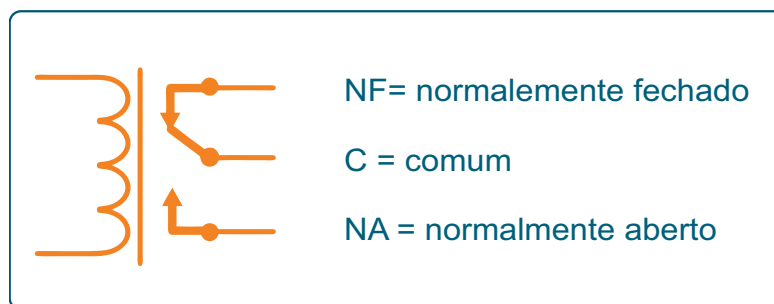 NF= normalemente fechado
C = comum
NA = normalmente aberto